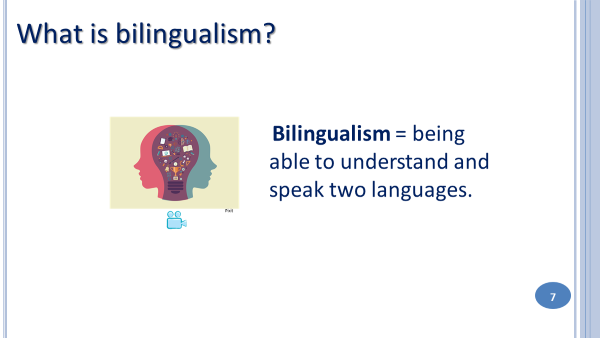 What is bilingualism?
Bilingualism = being
able to understand and
speak two languages.
7